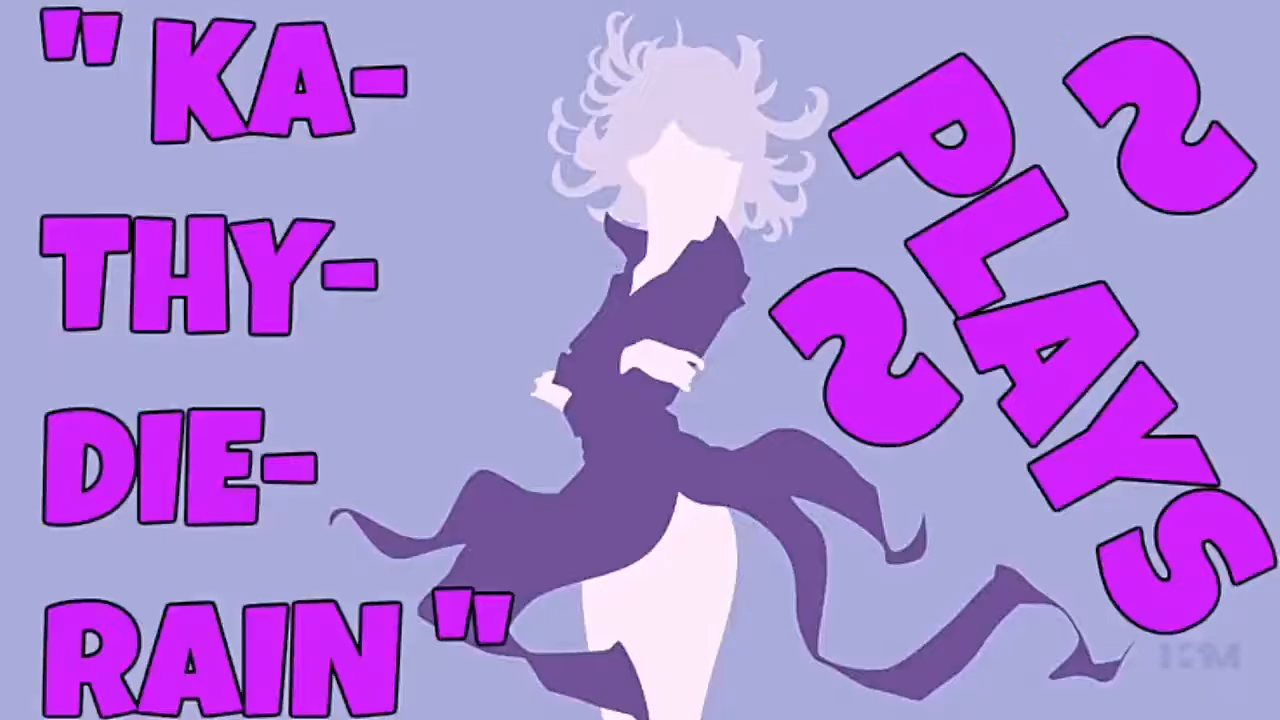 " KA-
THY-
DIE-
RAIN "
~
PLAYS
~